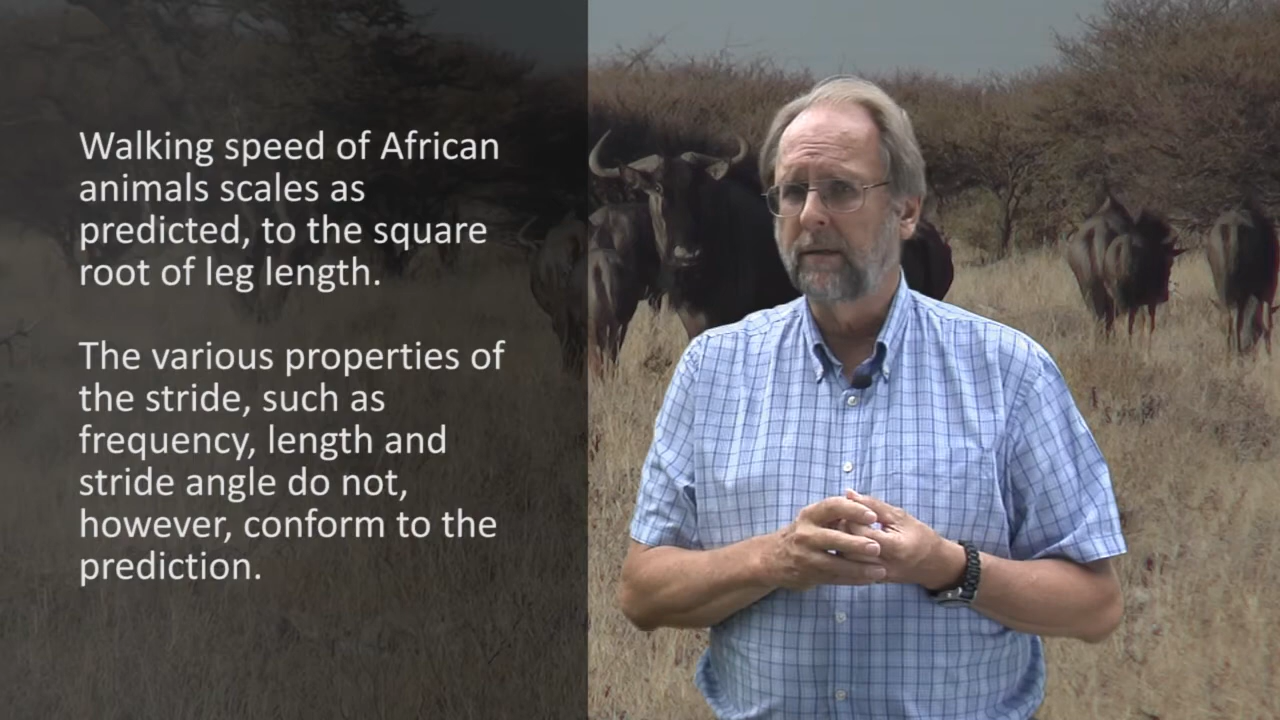 Walking speed of African
animals scales as
predicted, to the square
root of leg length.
The various properties of
the stride, such as
frequency, length and
stride angle do not,
however, conform to the
prediction.